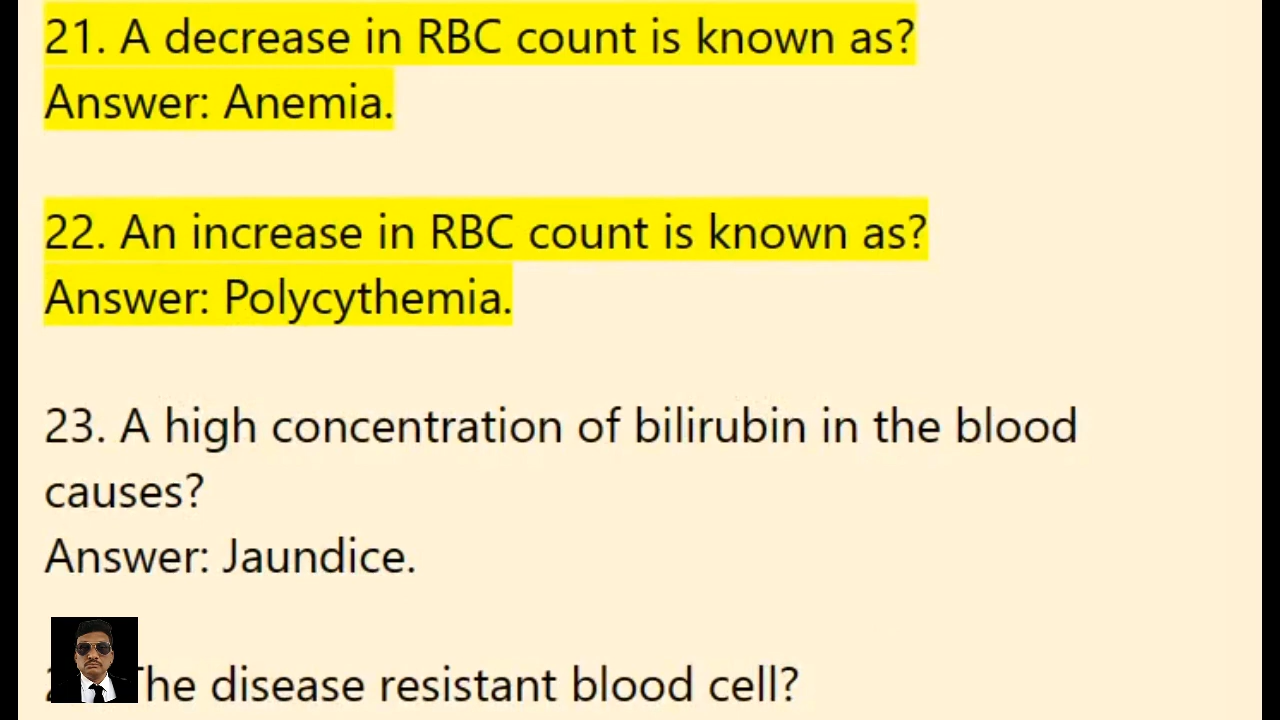 21. A decrease in RBC count is known as?
Answer: Anemia.
22. An increase in RBC count is known as?
Answer: Polycythemia.
23. A high concentration of bilirubin in the blood
causes?
Answer: Jaundice.
The disease resistant blood cell?